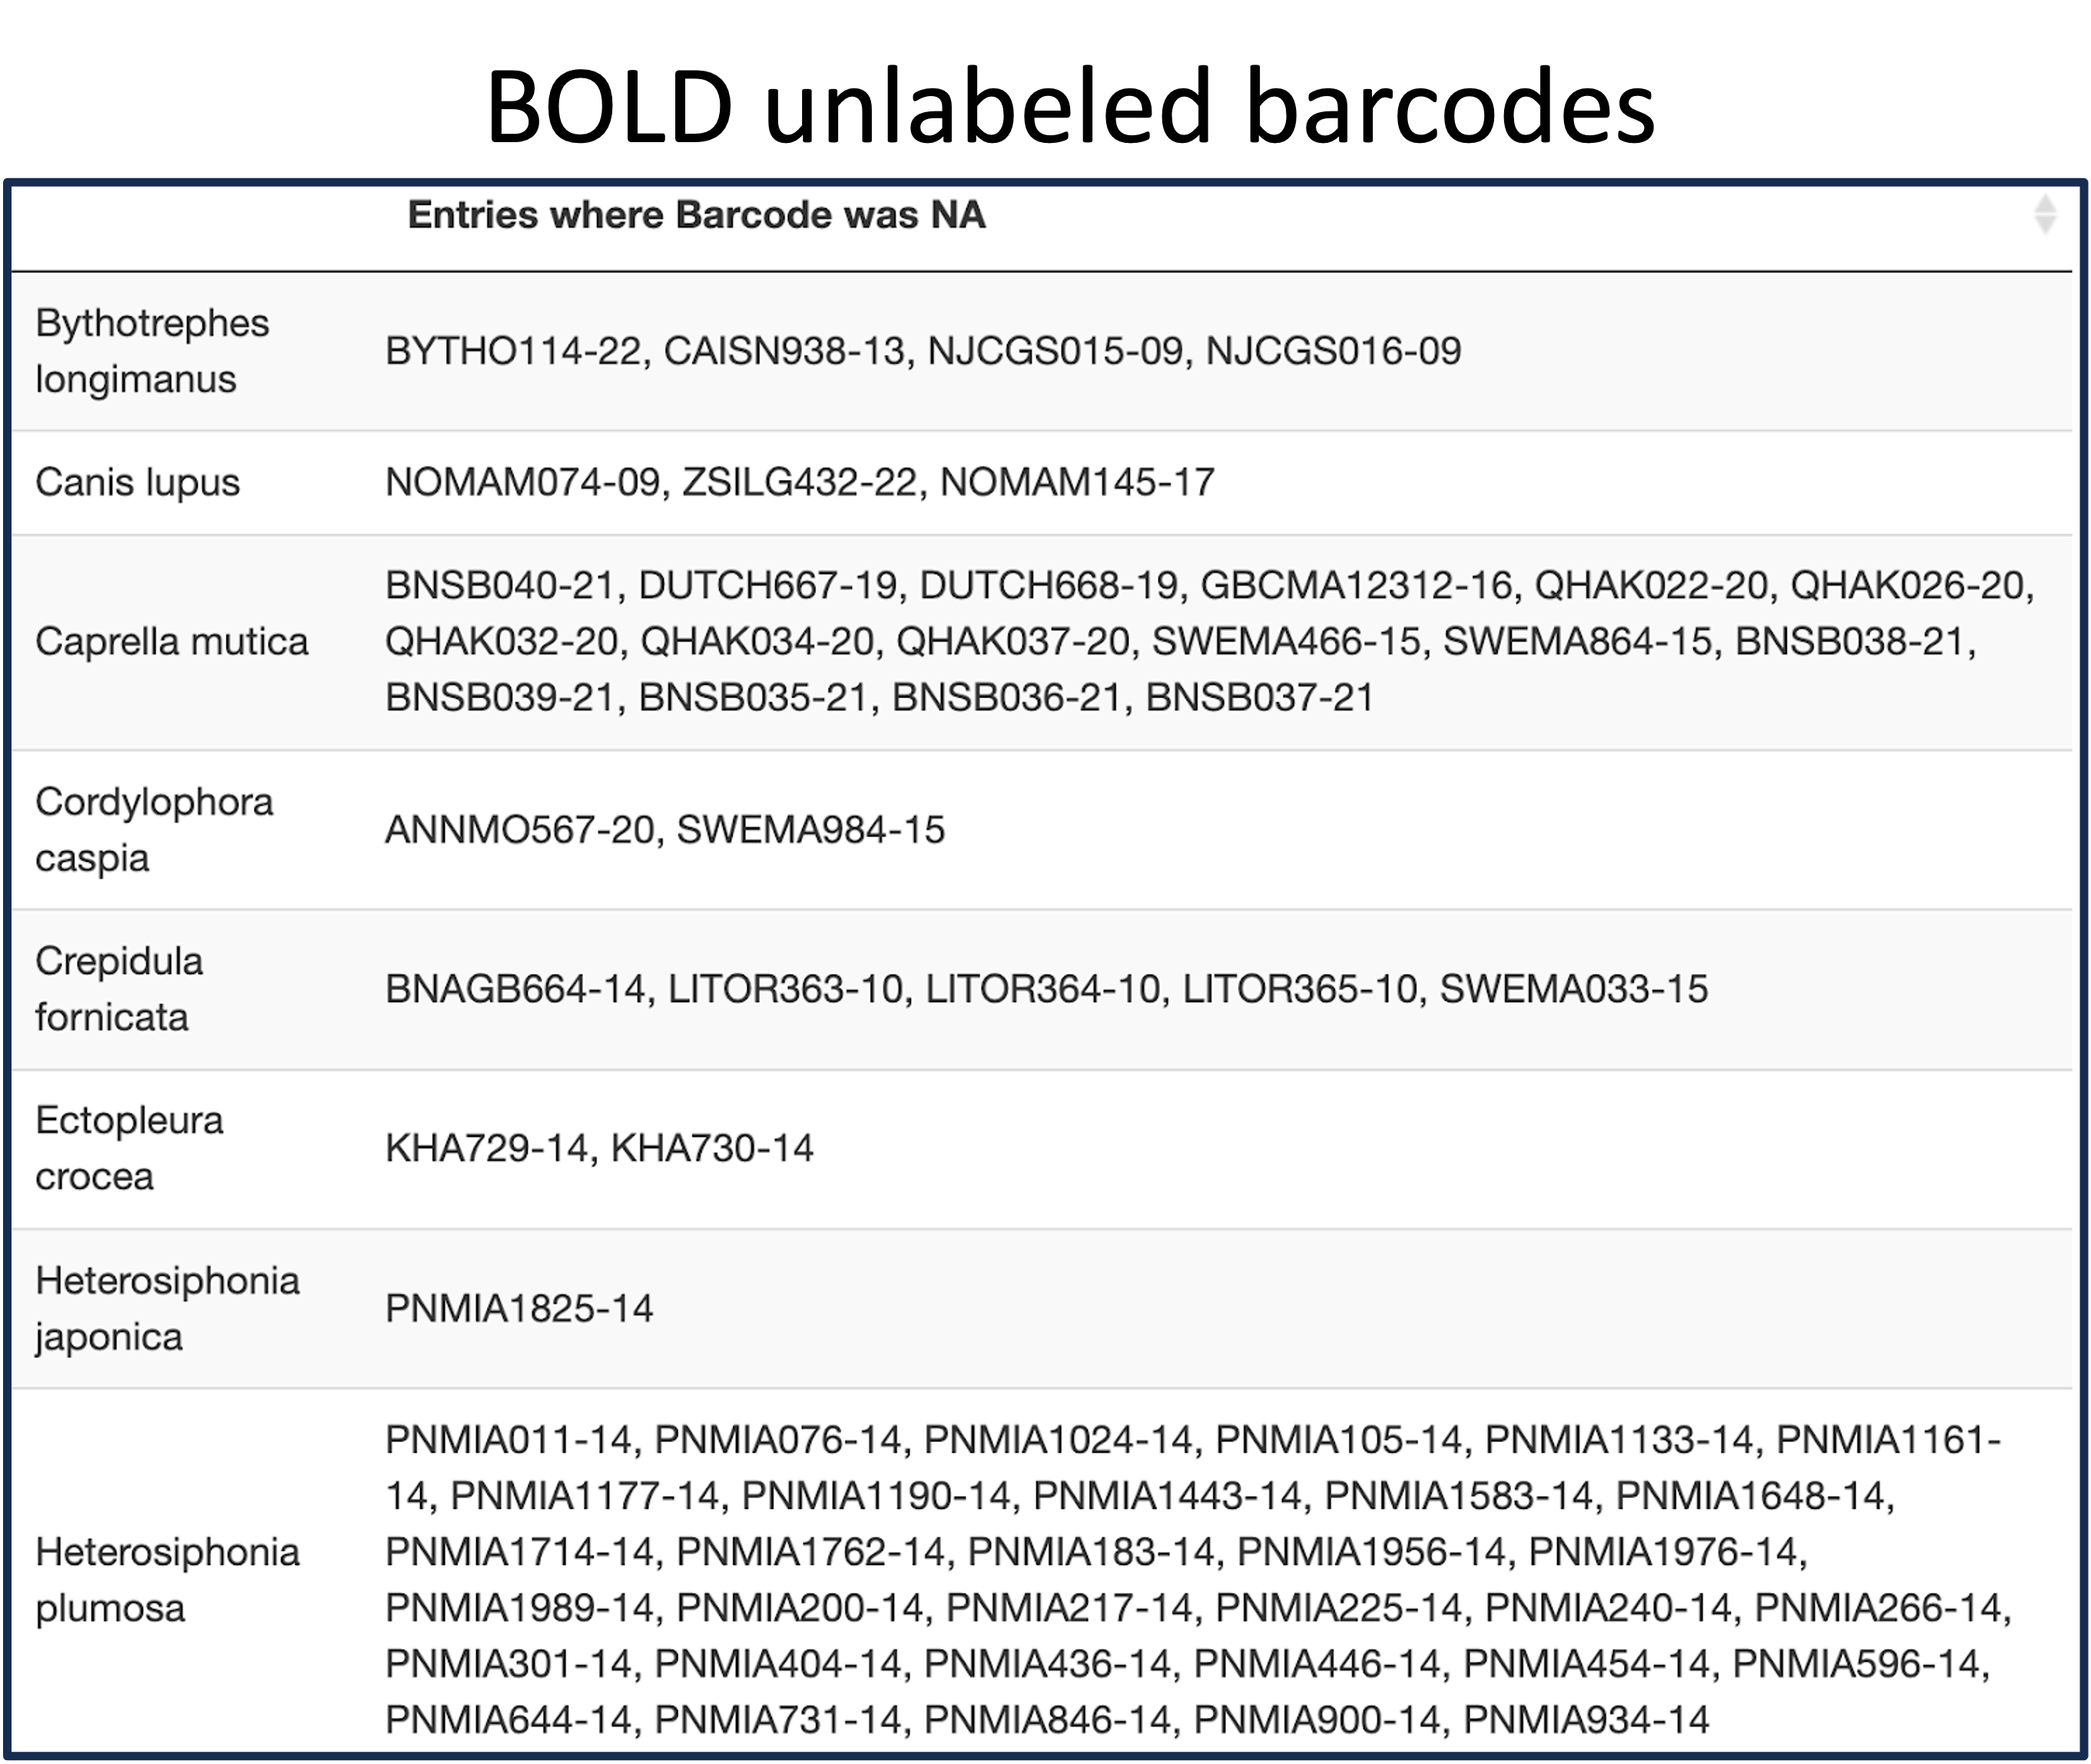 BOLD unlabeled barcodes
Entries where Barcode was NA
Bythotrephes
longimanus
BYTHO114-22, CAISN938-13, NJCGS015-09, NJCGS016-09
Canis lupus
NOMAM074-09, ZSILG432-22, NOMAM145-17
Caprella mutica
BNSB040-21, DUTCH667-19, DUTCH668-19, GBCMA12312-16, QHAK022-20, QHAK026-20,
QHAK032-20, QHAK034-20, QHAK037-20, SWEMA466-15, SWEMA864-15, BNSB038-21,
BNSB039-21, BNSB035-21, BNSB036-21, BNSB037-21
Cordylophora
caspia
ANNMO567-20, SWEMA984-15
Crepidula
fornicata
BNAGB664-14, LITOR363-10, LITOR364-10, LITOR365-10, SWEMA033-15
Ectopleura
crocea
KHA729-14, KHA730-14
Heterosiphonia
japonica
PNMIA1825-14
Heterosiphonia
plumosa
PNMIA011-14, PNMIA076-14, PNMIA1024-14, PNMIA105-14, PNMIA1133-14, PNMIA1161-
14, PNMIA1177-14, PNMIA1190-14, PNMIA1443-14, PNMIA1583-14, PNMIA1648-14,
PNMIA1714-14, PNMIA1762-14, PNMIA183-14, PNMIA1956-14, PNMIA1976-14,
PNMIA1989-14, PNMIA200-14, PNMIA217-14, PNMIA225-14, PNMIA240-14, PNMIA266-14,
PNMIA301-14, PNMIA404-14, PNMIA436-14, PNMIA446-14, PNMIA454-14, PNMIA596-14,
PNMIA644-14, PNMIA731-14, PNMIA846-14, PNMIA900-14, PNMIA934-14